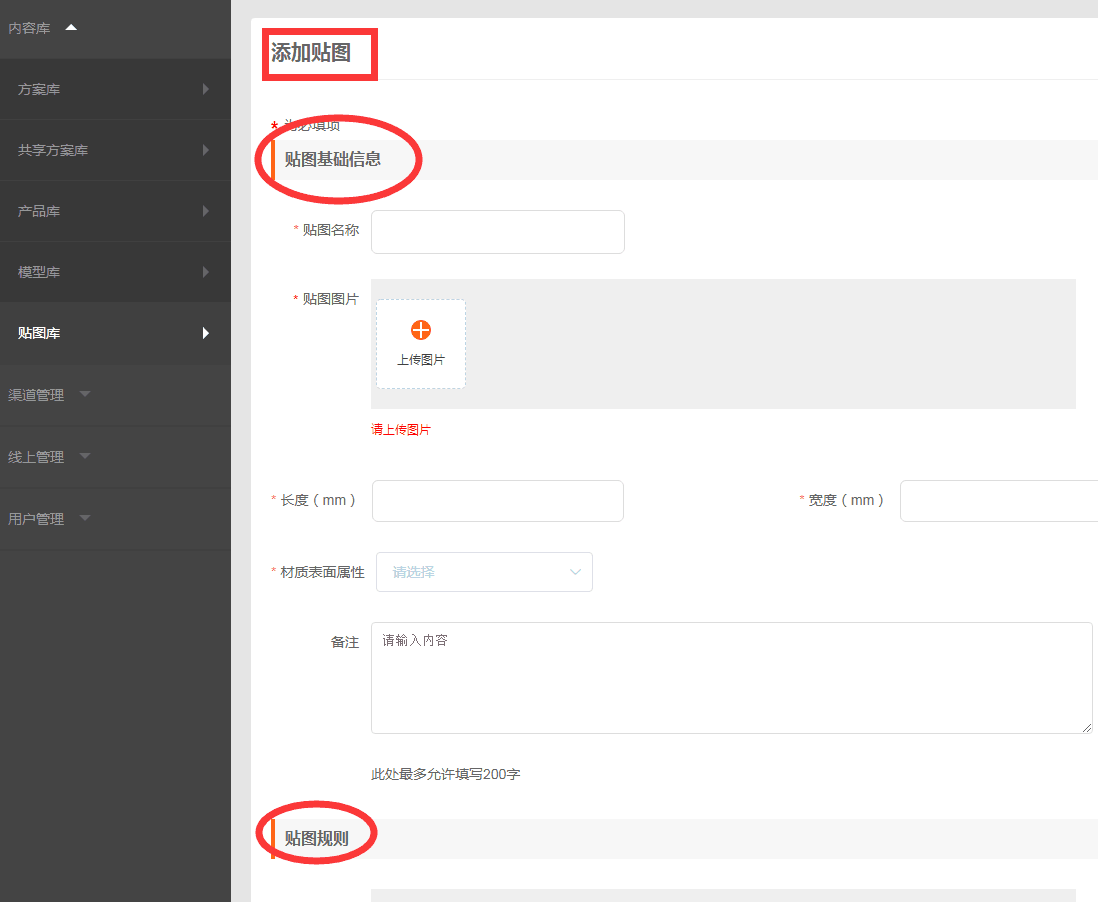 内容库
方案库
共享方案库
产品库
模型库
贴图库
渠道管理
线上管理
用户管理
添加贴图
* 为必填项
贴图基础信息
* 贴图名称
* 贴图图片
上传图片
请上传图片
* 长度（mm） * 宽度（mm）
* 材质表面属性 请选择
备注 请输入内容
此处最多允许填写200字
贴图规则